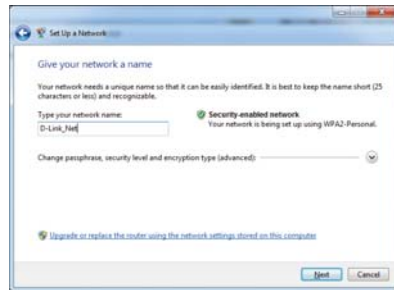 Set Up a Network
Give your network a name
Your network needs a unique name so that it can be easily identified. It is best to keep the name short (25
characters or less) and recognizable.
Type your network name:
D-Link_Net
Security-enabled network
Your network is being set up using WPA2-Personal.
Change passphrase, security level and encryption type (advanced):
Upgrade or replace the router using the network settings stored on this computer
Next
Cancel